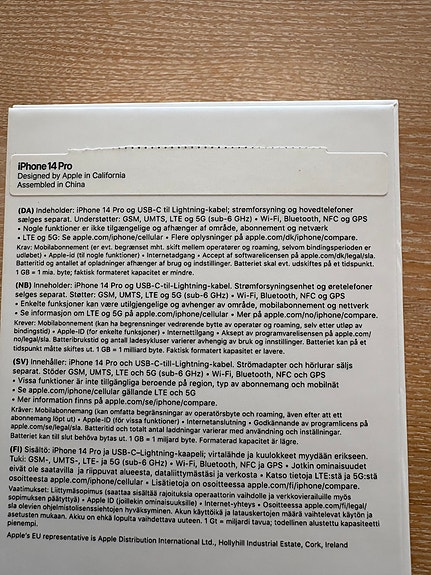 iPhone 14 Pro
Designed by Apple in California
Assembled in China
(DA) Indeholder: iPhone 14 Pro og USB-C til Lightning-kabel; strømforsyning og hovedtelefoner
sælges separat. Understøtter: GSM, UMTS, LTE og 5G (sub-6 GHz) • Wi-Fi, Bluetooth, NFC og GPS
• Nogle funktioner er ikke tilgængelige og afhænger af område, abonnement og netværk
• LTE og 5G: Se apple.com/iphone/cellular • Flere oplysninger på apple.com/dk/iphone/compare.
Krav: Mobilabonnement (er evt. begrænset mht. skift mellem operatører og roaming, selvom bindingsperioden
er udløbet) • Apple-id (til nogle funktioner) • Internetadgang • Accept af softwarelicensen på apple.com/dk/legal/sla.
Batteritid og antallet af opladninger afhænger af brug og indstillinger. Batteriet skal evt. udskiftes på et tidspunkt.
1 GB = 1 mia. byte; faktisk formateret kapacitet er mindre.
(NB) Inneholder: iPhone 14 Pro og USB-C-til-Lightning-kabel. Strømforsyningsenhet og øretelefoner
selges separat. Støtter: GSM, UMTS, LTE og 5G (sub-6 GHz) • Wi-Fi, Bluetooth, NFC og GPS
• Enkelte funksjoner kan være utilgjengelige og avhenger av område, mobilabonnement og nettverk
• Se informasjon om LTE og 5G på apple.com/iphone/cellular • Mer på apple.com/no/iphone/compare.
Krever: Mobilabonnement (kan ha begrensninger vedrørende bytte av operatør og roaming, selv etter utløp av
bindingstid) • Apple-ID (for enkelte funksjoner) • Internettilgang • Aksept av programvarelisensen på apple.com/
no/legal/sla. Batteribrukstid og antall ladesykluser varierer avhengig av bruk og innstillinger. Batteriet kan på et
tidspunkt måtte skiftes ut. 1 GB = 1 milliard byte. Faktisk formatert kapasitet er lavere.
(SV) Innehåller: iPhone 14 Pro och USB-C-till-Lightning-kabel. Strömadapter och hörlurar säljs
separat. Stöder GSM, UMTS, LTE och 5G (sub-6 GHz) • Wi-Fi, Bluetooth, NFC och GPS
• Vissa funktioner är inte tillgängliga beroende på region, typ av abonnemang och mobilnät
• Se apple.com/iphone/cellular gällande LTE och 5G
• Mer information finns på apple.com/se/iphone/compare.
Kräver: Mobilabonnemang (kan omfatta begränsningar av operatörsbyte och roaming, även efter att ett
abonnemang löpt ut) • Apple-ID (för vissa funktioner) • Internetanslutning • Godkännande av programlicens på
apple.com/se/legal/sla. Batteritid och totalt antal laddningar varierar med användning och inställningar.
Batteriet kan till slut behöva bytas ut. 1 GB = 1 miljard byte. Formaterad kapacitet är lägre.
(FI) Sisältö: iPhone 14 Pro ja USB-C–Lightning-kaapeli; virtalähde ja kuulokkeet myydään erikseen.
Tuki: GSM-, UMTS-, LTE- ja 5G (sub-6 GHz) • Wi-Fi, Bluetooth, NFC ja GPS • Jotkin ominaisuudet
eivät ole saatavilla ja riippuvat alueesta, dataliittymästäsi ja verkosta • Katso tietoja LTE:stä ja 5G:stä
osoitteesta apple.com/iphone/cellular • Lisätietoja on osoitteessa apple.com/fi/iphone/compare.
Vaatimukset: Liittymäsopimus (saattaa sisältää rajoituksia operaattorin vaihdolle ja verkkovierailuille myös
sopimuksen päätyttyä) • Apple ID (joillekin ominaisuuksille) • Internet-yhteys • Osoitteessa apple.com/fi/legal/
sla olevien ohjelmistolisenssiehtojen hyväksyminen. Akun käyttöikä ja latauskertojen määrä vaihtelevat käytön ja
asetusten mukaan. Akku on ehkä lopulta vaihdettava uuteen. 1 Gt = miljardi tavua; todellinen alustettu kapasiteetti
pienempi.
Apple's EU representative is Apple Distribution International Ltd., Hollyhill Industrial Estate, Cork, Ireland